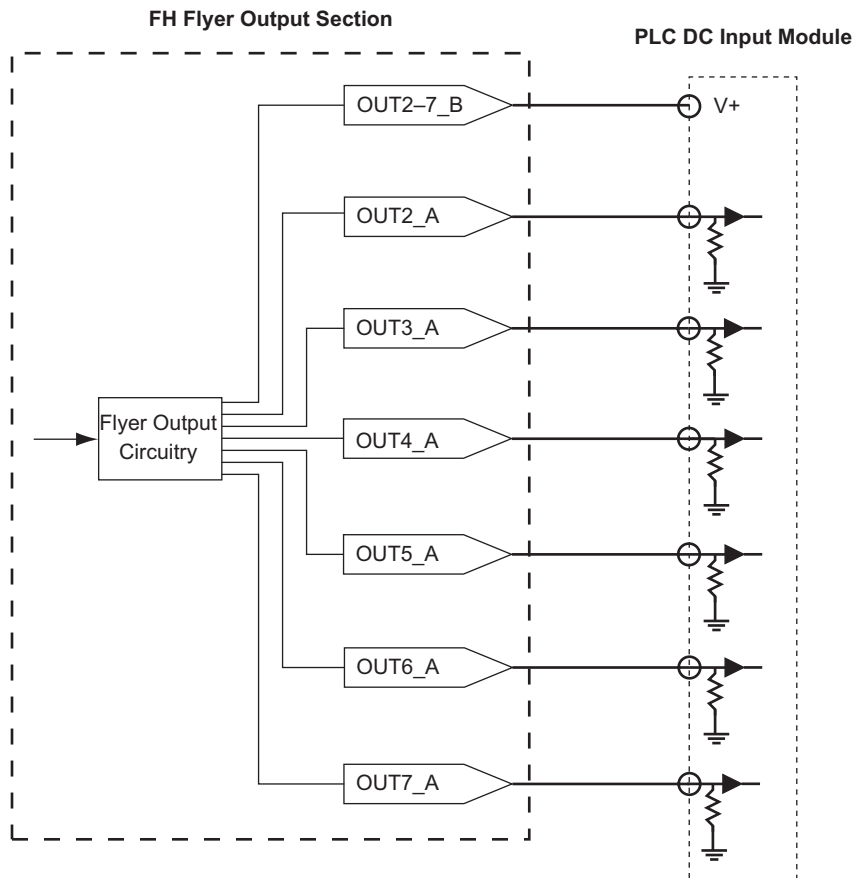 FH Flyer Output Section
PLC DC Input Module
OUT2–7_B
V+
OUT2_A
OUT3_A
Flyer Output
Circuitry
OUT4_A
OUT5_A
OUT6_A
OUT7_A